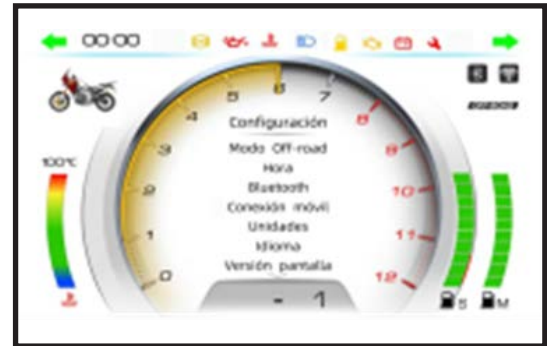 00:00
5 6 7
4 Configuración 8
3 Modo Off-road 9
Hora
100°C
2 Bluetooth 10
Conexión móvil
1 Unidades 11
Idioma
0 Versión pantalla 12
- 1
S M